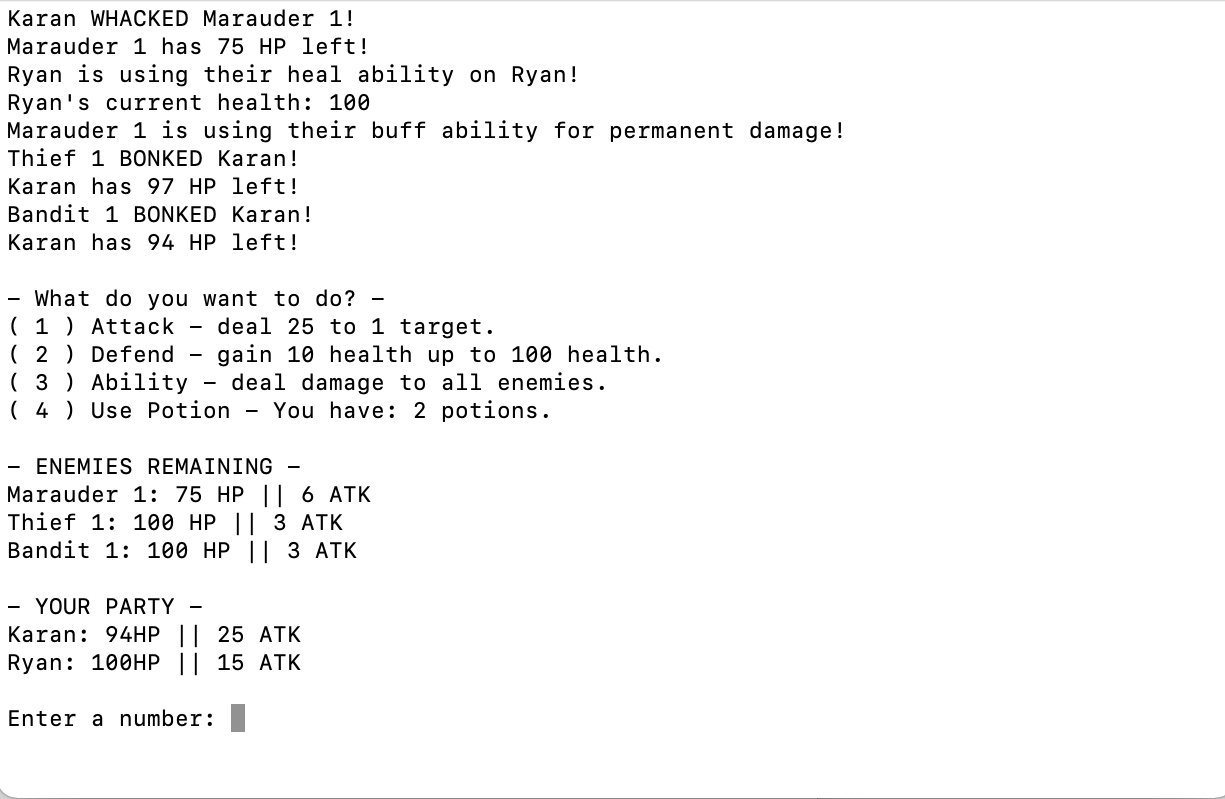 Karan WHACKED Marauder 1!
Marauder 1 has 75 HP left!
Ryan is using their heal ability on Ryan!
Ryan's current health: 100
Marauder 1 is using their buff ability for permanent damage!
Thief 1 BONKED Karan!
Karan has 97 HP left!
Bandit 1 BONKED Karan!
Karan has 94 HP left!
– What do you want to do? –
( 1 ) Attack – deal 25 to 1 target.
( 2 ) Defend – gain 10 health up to 100 health.
( 3 ) Ability – deal damage to all enemies.
( 4 ) Use Potion – You have: 2 potions.
– ENEMIES REMAINING –
Marauder 1: 75 HP || 6 ATK
Thief 1: 100 HP || 3 ATK
Bandit 1: 100 HP || 3 ATK
– YOUR PARTY –
Karan: 94HP || 25 ATK
Ryan: 100HP || 15 ATK
Enter a number: